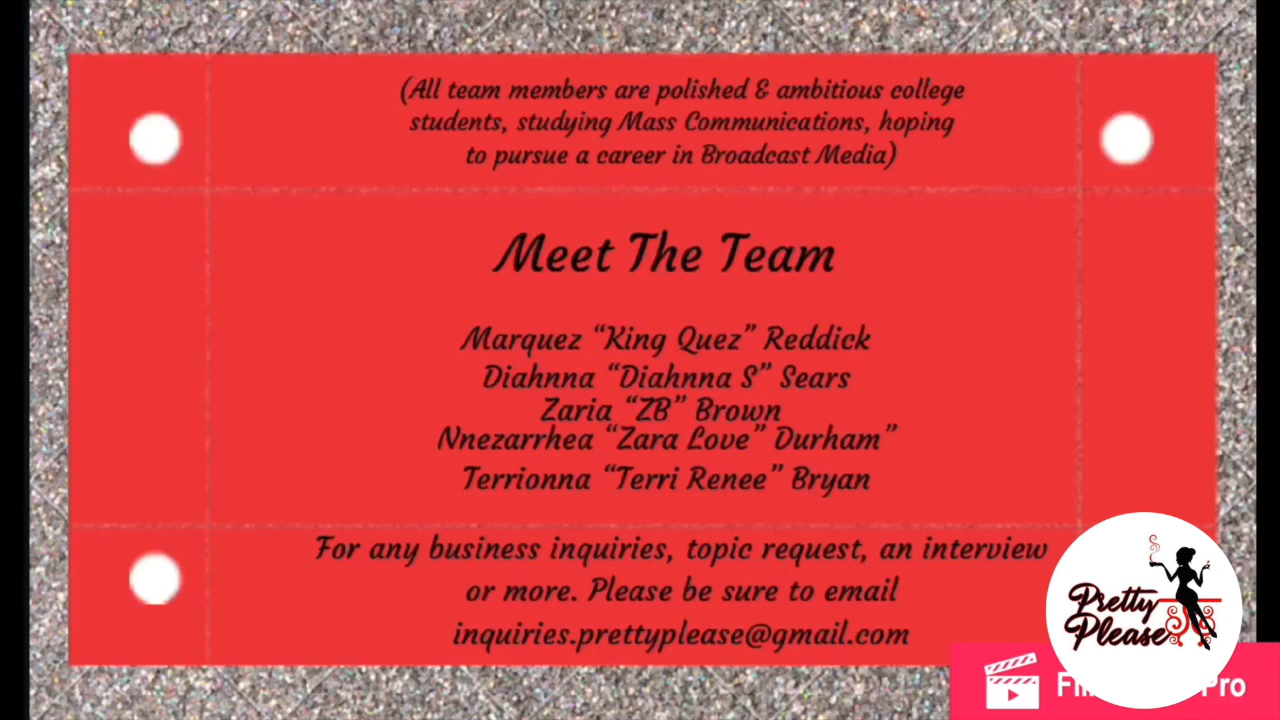 (All team members are polished & ambitious college
students, studying Mass Communications, hoping
to pursue a career in Broadcast Media)
Meet The Team
Marquez “King Quez” Reddick
Diahnna “Diahnna S” Sears
Zaria “ZB” Brown
Nnezarrhea “Zara Love” Durham”
Terrionna “Terri Renee” Bryan
For any business inquiries, topic request, an interview
or more. Please be sure to email
inquiries.prettyplease@gmail.com
Pretty
Please
Pro